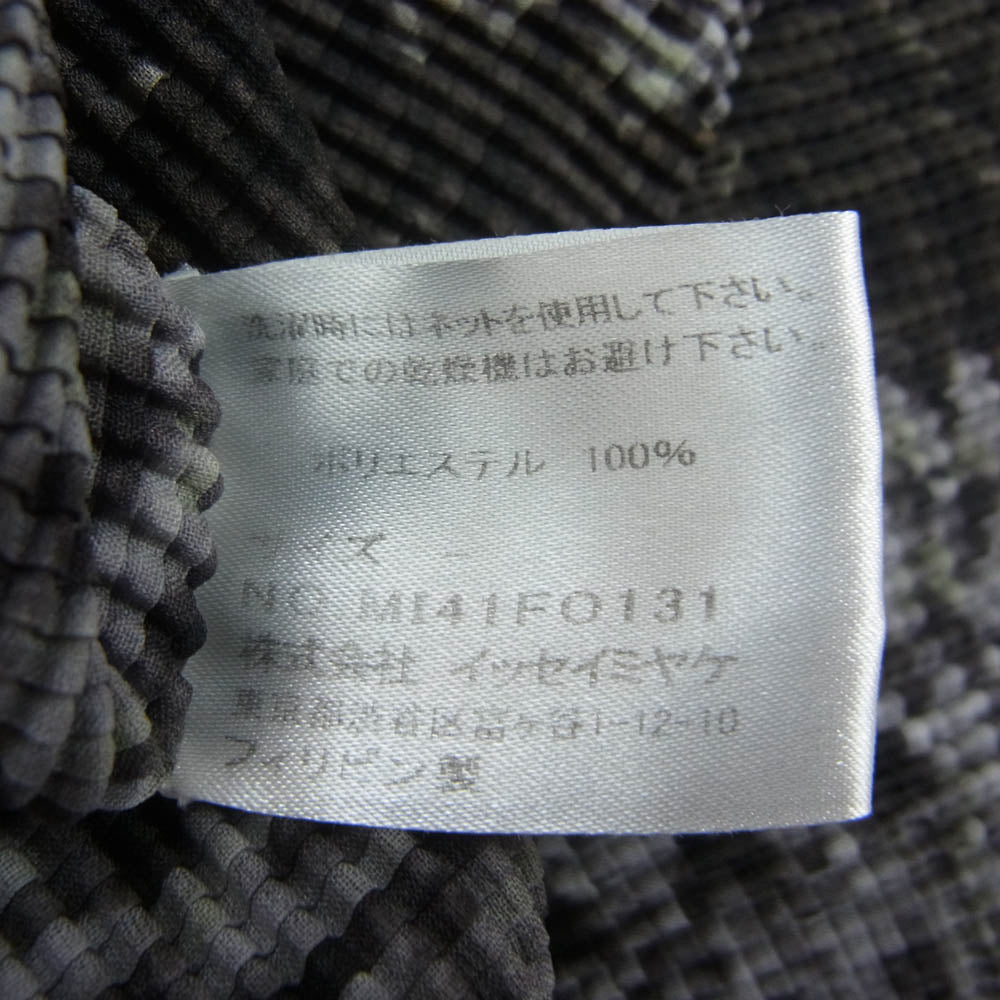 洗濯時にはネットを使用して下さい。
家庭での乾燥機はお避け下さい。
ポリエステル 100%
ズ －
NO MI41FO131
株式会社 イッセイミヤケ
東京都渋谷区富ヶ谷1-12-10
フィリピン製